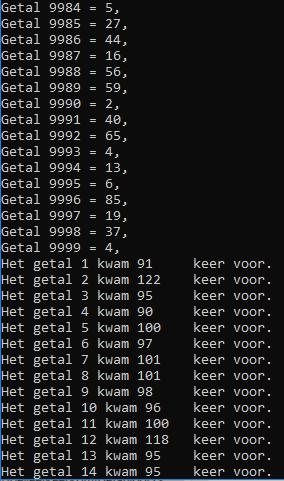 Getal 9984 = 5,
Getal 9985 = 27,
Getal 9986 = 44,
Getal 9987 = 16,
Getal 9988 = 56,
Getal 9989 = 59,
Getal 9990 = 2,
Getal 9991 = 40,
Getal 9992 = 65,
Getal 9993 = 4,
Getal 9994 = 13,
Getal 9995 = 6,
Getal 9996 = 85,
Getal 9997 = 19,
Getal 9998 = 37,
Getal 9999 = 4,
Het getal 1 kwam 91     keer voor.
Het getal 2 kwam 122    keer voor.
Het getal 3 kwam 95     keer voor.
Het getal 4 kwam 90     keer voor.
Het getal 5 kwam 100    keer voor.
Het getal 6 kwam 97     keer voor.
Het getal 7 kwam 101    keer voor.
Het getal 8 kwam 101    keer voor.
Het getal 9 kwam 98     keer voor.
Het getal 10 kwam 96    keer voor.
Het getal 11 kwam 100   keer voor.
Het getal 12 kwam 118   keer voor.
Het getal 13 kwam 95    keer voor.
Het getal 14 kwam 95    keer voor.